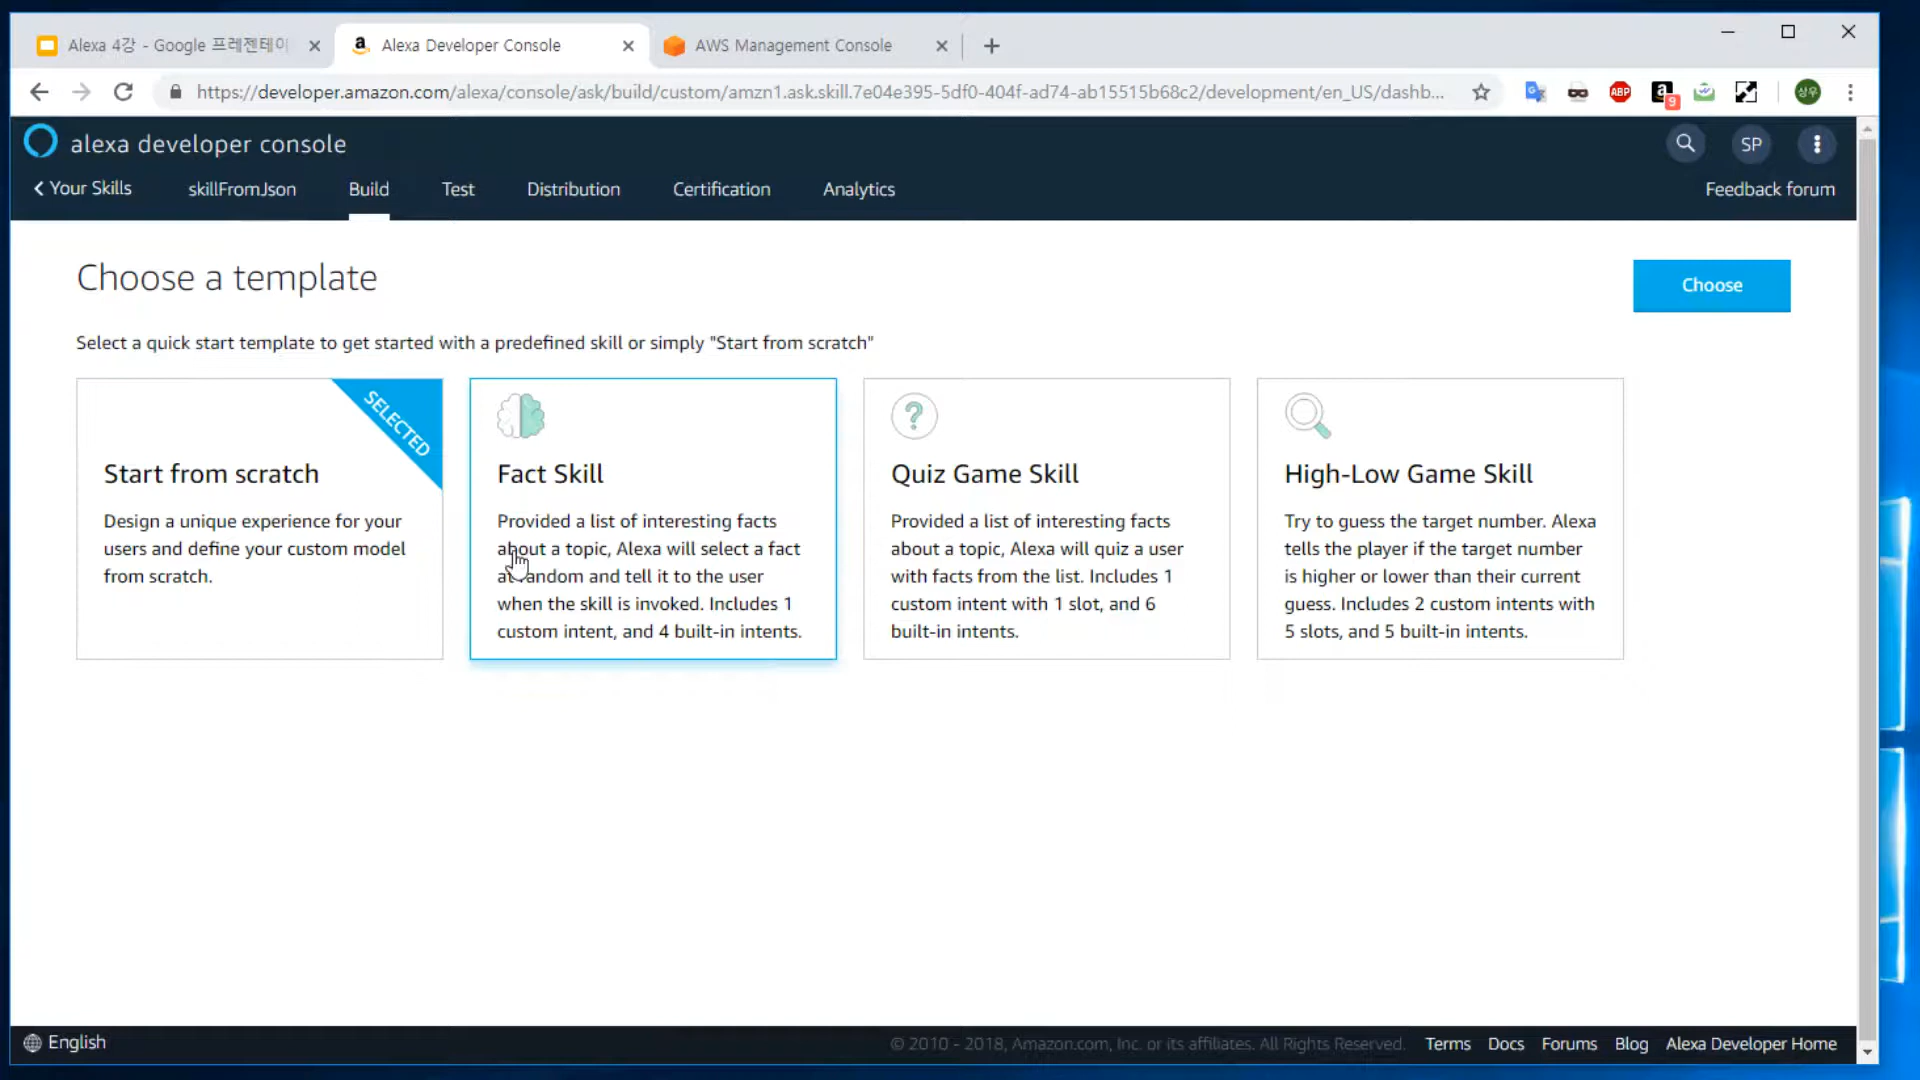 Alexa 4강 - Google 프레젠테이
Alexa Developer Console
AWS Management Console
https://developer.amazon.com/alexa/console/ask/build/custom/amzn1.ask.skill.7e04e395-5df0-404f-ad74-ab15515b68c2/development/en_US/dashb...
ABP
a
9
상우
alexa developer console
SP
Your Skills
skillFromJson
Build
Test
Distribution
Certification
Analytics
Feedback forum
Choose a template
Choose
Select a quick start template to get started with a predefined skill or simply "Start from scratch"
SELECTED
Start from scratch
Design a unique experience for your
users and define your custom model
from scratch.
Fact Skill
Provided a list of interesting facts
about a topic, Alexa will select a fact
at random and tell it to the user
when the skill is invoked. Includes 1
custom intent, and 4 built-in intents.
?
Quiz Game Skill
Provided a list of interesting facts
about a topic, Alexa will quiz a user
with facts from the list. Includes 1
custom intent with 1 slot, and 6
built-in intents.
High-Low Game Skill
Try to guess the target number. Alexa
tells the player if the target number
is higher or lower than their current
guess. Includes 2 custom intents with
5 slots, and 5 built-in intents.
English
© 2010 - 2018, Amazon.com, Inc. or its affiliates. All Rights Reserved.
Terms
Docs
Forums
Blog
Alexa Developer Home